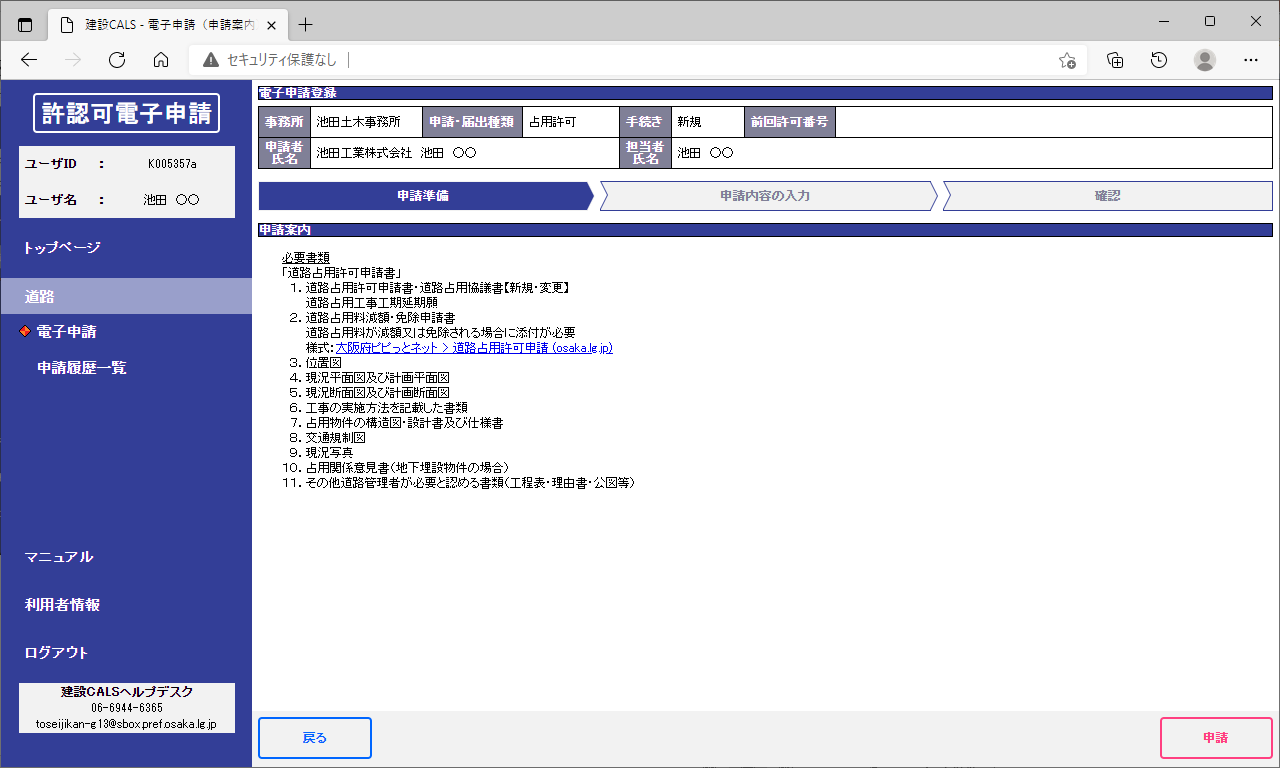 建設CALS - 電子申請（申請案内
セキュリティ保護なし
許認可電子申請
ユーザID ： K005357a
ユーザ名 ： 池田 〇〇
トップページ
道路
電子申請
申請履歴一覧
マニュアル
利用者情報
ログアウト
建設CALSヘルプデスク
06-6944-6365
toseijikan-g13@sbox.pref.osaka.lg.jp
電子申請登録
事務所 池田土木事務所 申請・届出種類 占用許可 手続き 新規 前回許可番号
申請者氏名 池田工業株式会社 池田 〇〇 担当者氏名 池田 〇〇
申請準備 申請内容の入力 確認
申請案内
必要書類
「道路占用許可申請書」
1. 道路占用許可申請書・道路占用協議書【新規・変更】
道路占用工事工期延期願
2. 道路占用料減額・免除申請書
道路占用料が減額又は免除される場合に添付が必要
様式：大阪府ピピっとネット > 道路占用許可申請 (osaka.lg.jp)
3. 位置図
4. 現況平面図及び計画平面図
5. 現況断面図及び計画断面図
6. 工事の実施方法を記載した書類
7. 占用物件の構造図・設計書及び仕様書
8. 交通規制図
9. 現況写真
10. 占用関係意見書（地下埋設物件の場合）
11. その他道路管理者が必要と認める書類（工程表・理由書・公図等）
戻る 申請